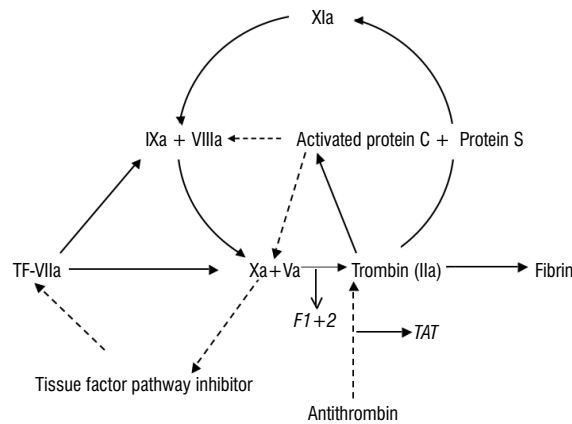 XIa
IXa + VIIIa
Activated protein C + Protein S
TF-VIIa
Xa+Va
Trombin (IIa)
Fibrin
F1+2
TAT
Tissue factor pathway inhibitor
Antithrombin